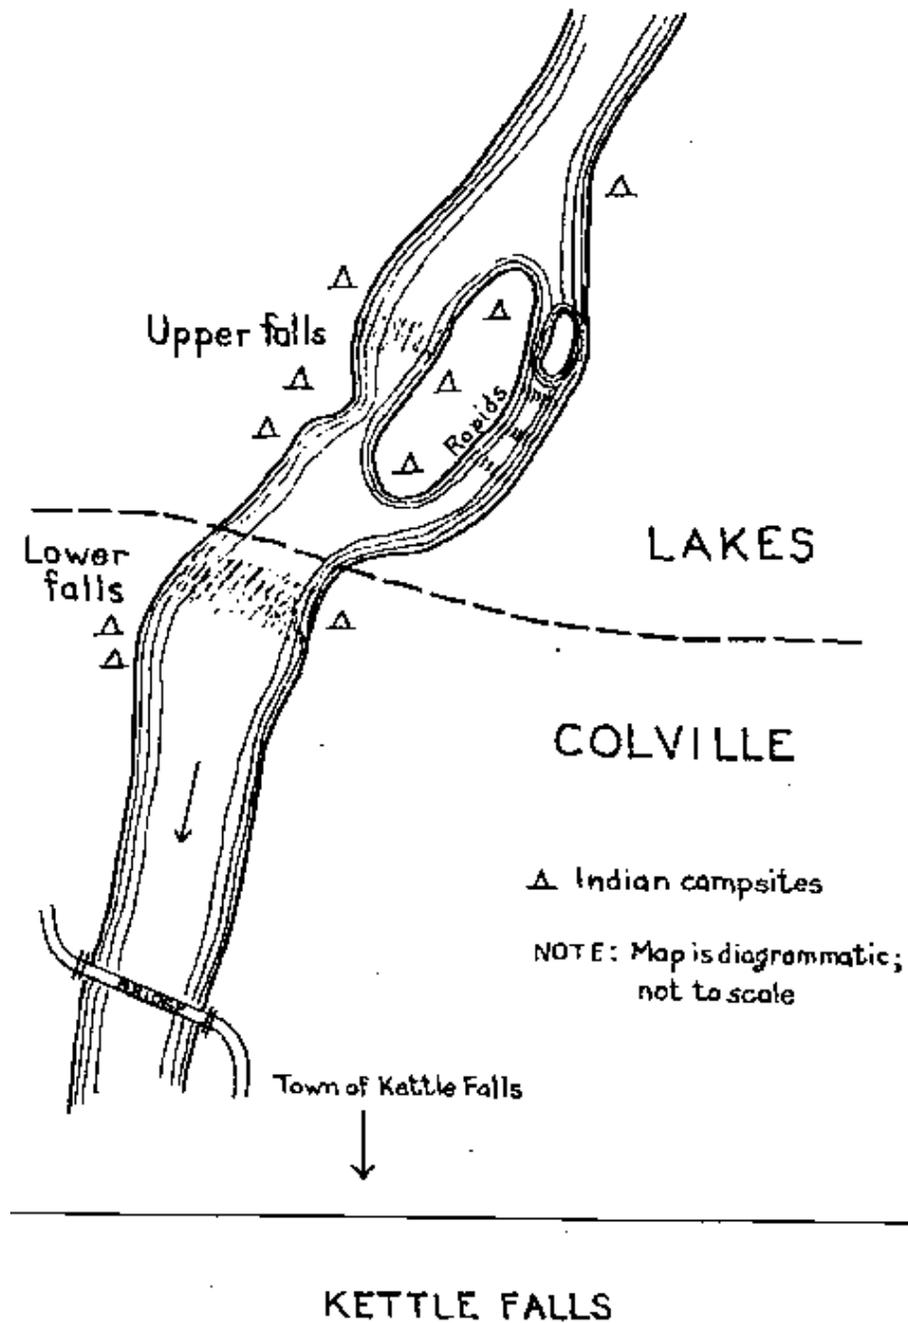 Upper falls
Rapids
Lower
falls
LAKES
COLVILLE
Indian campsites
NOTE: Map is diagrammatic;
not to scale
BRIDGE
Town of Kettle Falls
KETTLE FALLS